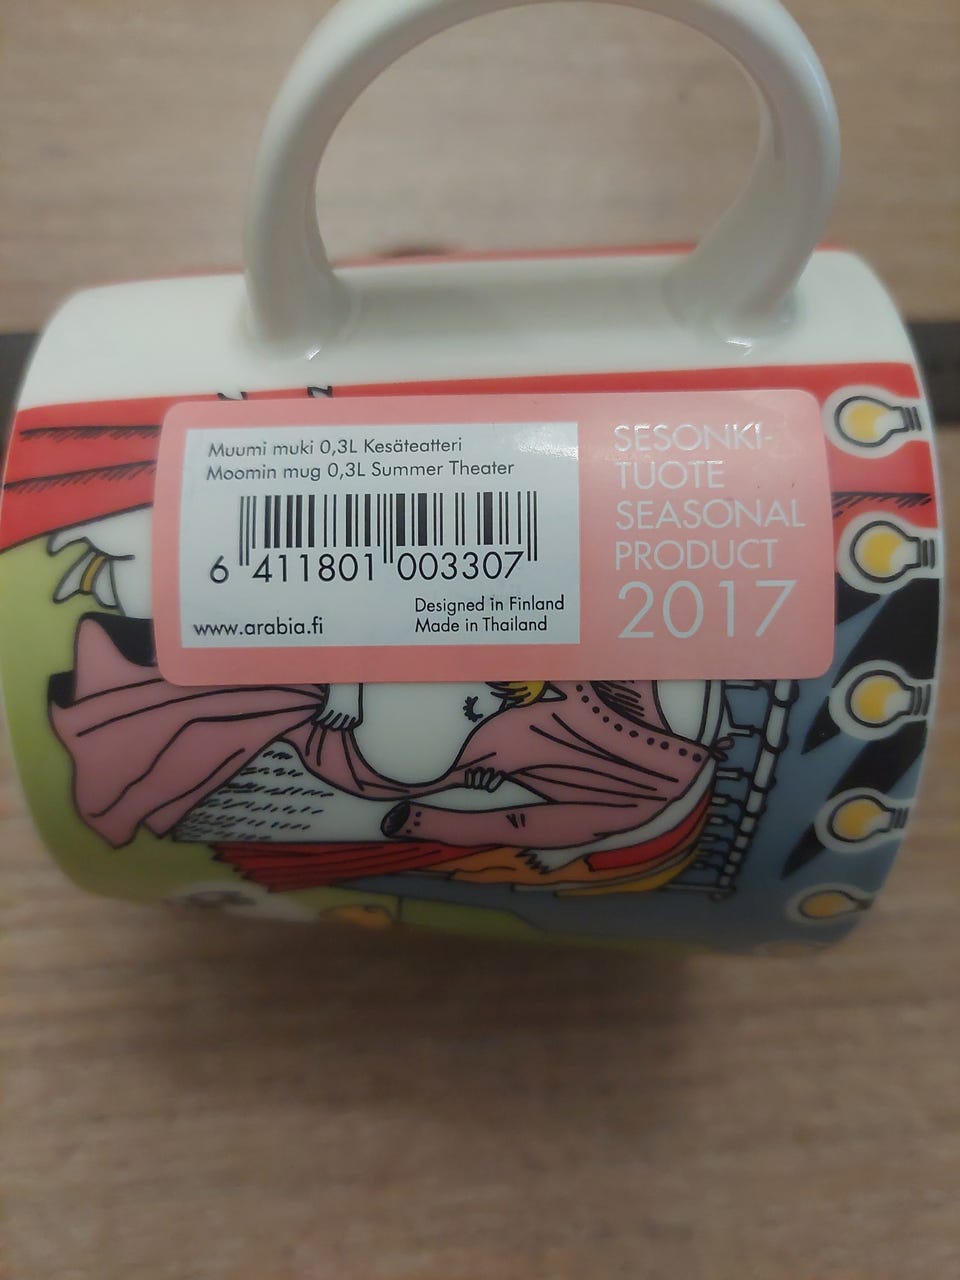 Muumi muki 0,3L Kesäteatteri
Moomin mug 0,3L Summer Theater
6 411801 003307
www.arabia.fi
Designed in Finland
Made in Thailand
SESONKI-
TUOTE
SEASONAL
PRODUCT
2017